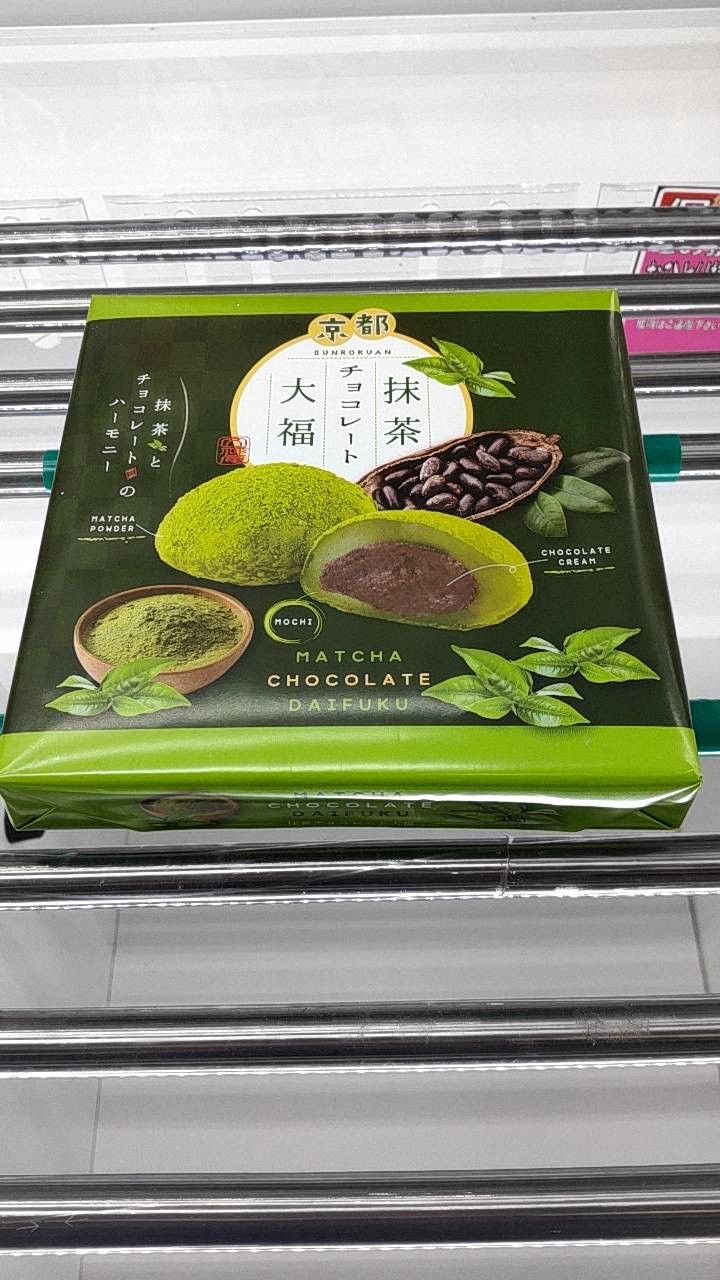 京都
BUNROKUAN
抹茶
チョコレート
大福
抹茶と
チョコレートの
ハーモニー
MATCHA
POWDER
CHOCOLATE
CREAM
MOCHI
MATCHA
CHOCOLATE
DAIFUKU
MATCHA
CHOCOLATE
DAIFUKU